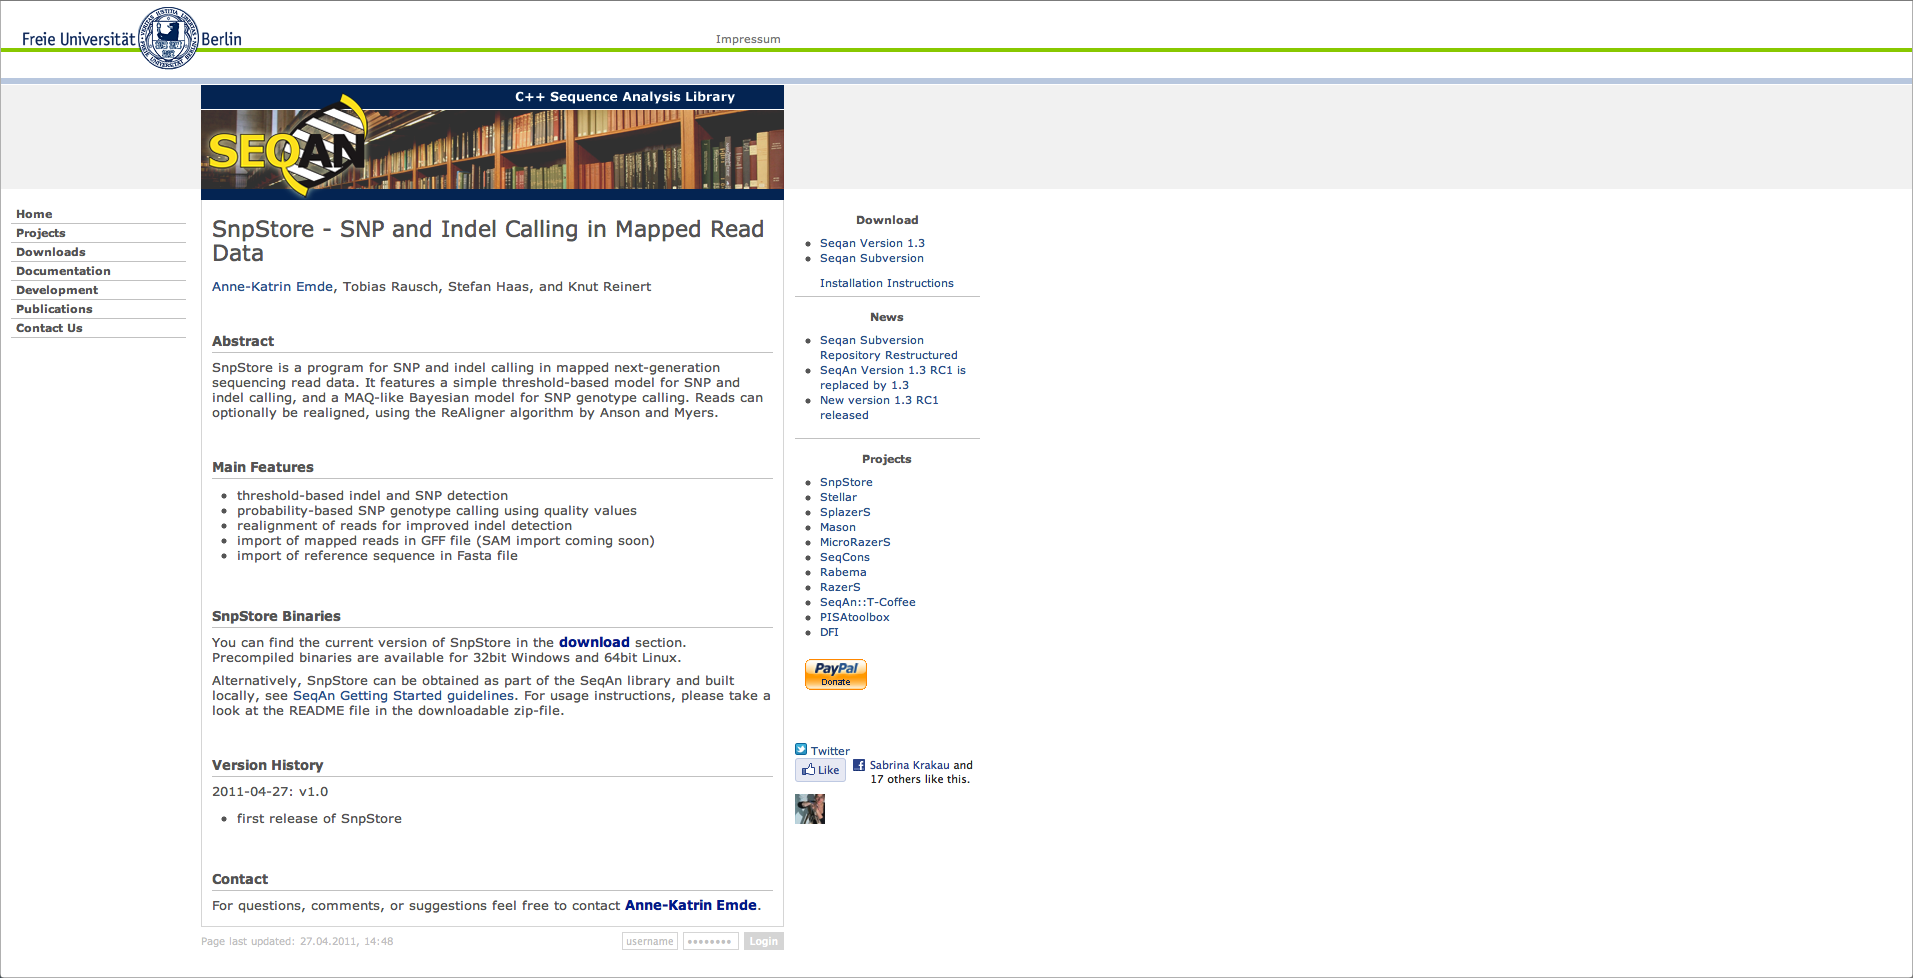 Freie Universität Berlin
Impressum
C++ Sequence Analysis Library
SEQAN
Home
Projects
Downloads
Documentation
Development
Publications
Contact Us
SnpStore - SNP and Indel Calling in Mapped Read
Data
Anne-Katrin Emde, Tobias Rausch, Stefan Haas, and Knut Reinert
Abstract
SnpStore is a program for SNP and indel calling in mapped next-generation
sequencing read data. It features a simple threshold-based model for SNP and
indel calling, and a MAQ-like Bayesian model for SNP genotype calling. Reads can
optionally be realigned, using the ReAligner algorithm by Anson and Myers.
Main Features
threshold-based indel and SNP detection
probability-based SNP genotype calling using quality values
realignment of reads for improved indel detection
import of mapped reads in GFF file (SAM import coming soon)
import of reference sequence in Fasta file
SnpStore Binaries
You can find the current version of SnpStore in the download section.
Precompiled binaries are available for 32bit Windows and 64bit Linux.
Alternatively, SnpStore can be obtained as part of the SeqAn library and built
locally, see SeqAn Getting Started guidelines. For usage instructions, please take a
look at the README file in the downloadable zip-file.
Version History
2011-04-27: v1.0
first release of SnpStore
Contact
For questions, comments, or suggestions feel free to contact Anne-Katrin Emde.
Page last updated: 27.04.2011, 14:48
username
Login
Download
Seqan Version 1.3
Seqan Subversion
Installation Instructions
News
Seqan Subversion
Repository Restructured
SeqAn Version 1.3 RC1 is
replaced by 1.3
New version 1.3 RC1
released
Projects
SnpStore
Stellar
SplazerS
Mason
MicroRazerS
SeqCons
Rabema
RazerS
SeqAn::T-Coffee
PISAtoolbox
DFI
PayPal
Donate
Twitter
Like
Sabrina Krakau and
17 others like this.